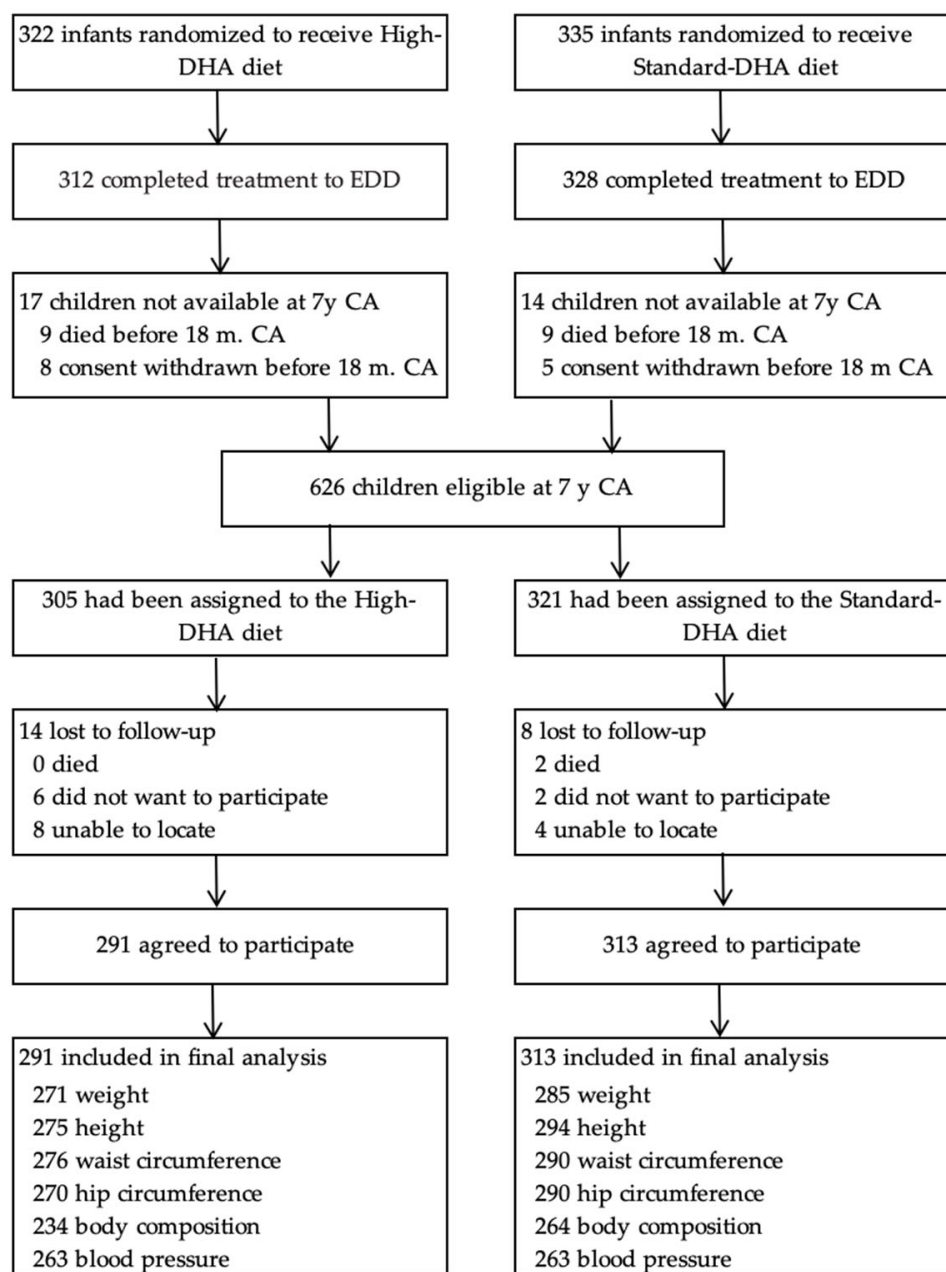 322 infants randomized to receive High-
DHA diet
335 infants randomized to receive
Standard-DHA diet
312 completed treatment to EDD
328 completed treatment to EDD
17 children not available at 7y CA
9 died before 18 m. CA
8 consent withdrawn before 18 m. CA
14 children not available at 7y CA
9 died before 18 m. CA
5 consent withdrawn before 18 m CA
626 children eligible at 7 y CA
305 had been assigned to the High-
DHA diet
321 had been assigned to the Standard-
DHA diet
14 lost to follow-up
0 died
6 did not want to participate
8 unable to locate
8 lost to follow-up
2 died
2 did not want to participate
4 unable to locate
291 agreed to participate
313 agreed to participate
291 included in final analysis
271 weight
275 height
276 waist circumference
270 hip circumference
234 body composition
263 blood pressure
313 included in final analysis
285 weight
294 height
290 waist circumference
290 hip circumference
264 body composition
263 blood pressure